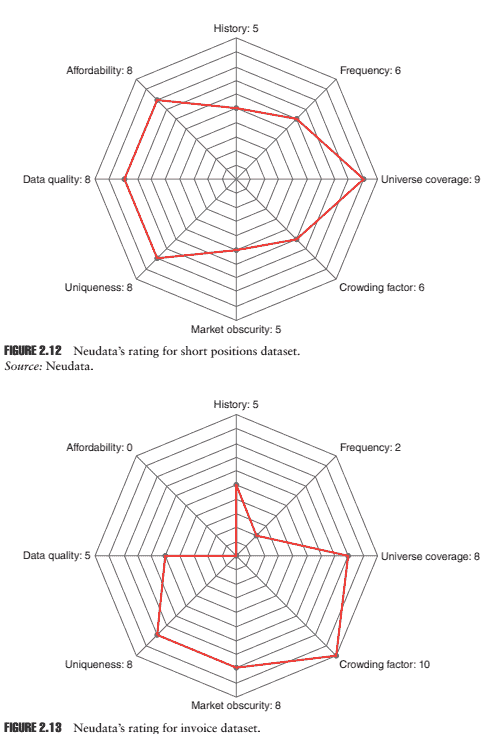 History: 5
Affordability: 8
Frequency: 6
Data quality: 8
Universe coverage: 9
Uniqueness: 8
Crowding factor: 6
Market obscurity: 5
FIGURE 2.12 Neudata's rating for short positions dataset.
Source: Neudata.
History: 5
Affordability: 0
Frequency: 2
Data quality: 5
Universe coverage: 8
Uniqueness: 8
Crowding factor: 10
Market obscurity: 8
FIGURE 2.13 Neudata's rating for invoice dataset.